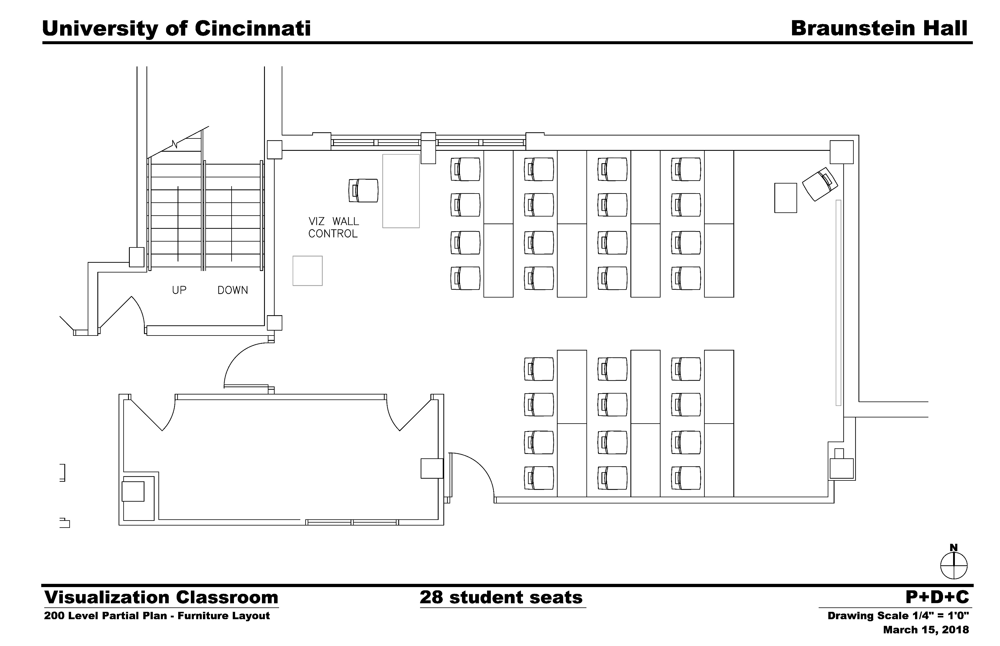 University of Cincinnati
Braunstein Hall
VIZ WALL
CONTROL
UP
DOWN
N
Visualization Classroom
28 student seats
P+D+C
200 Level Partial Plan - Furniture Layout
Drawing Scale 1/4" = 1'0"
March 15, 2018